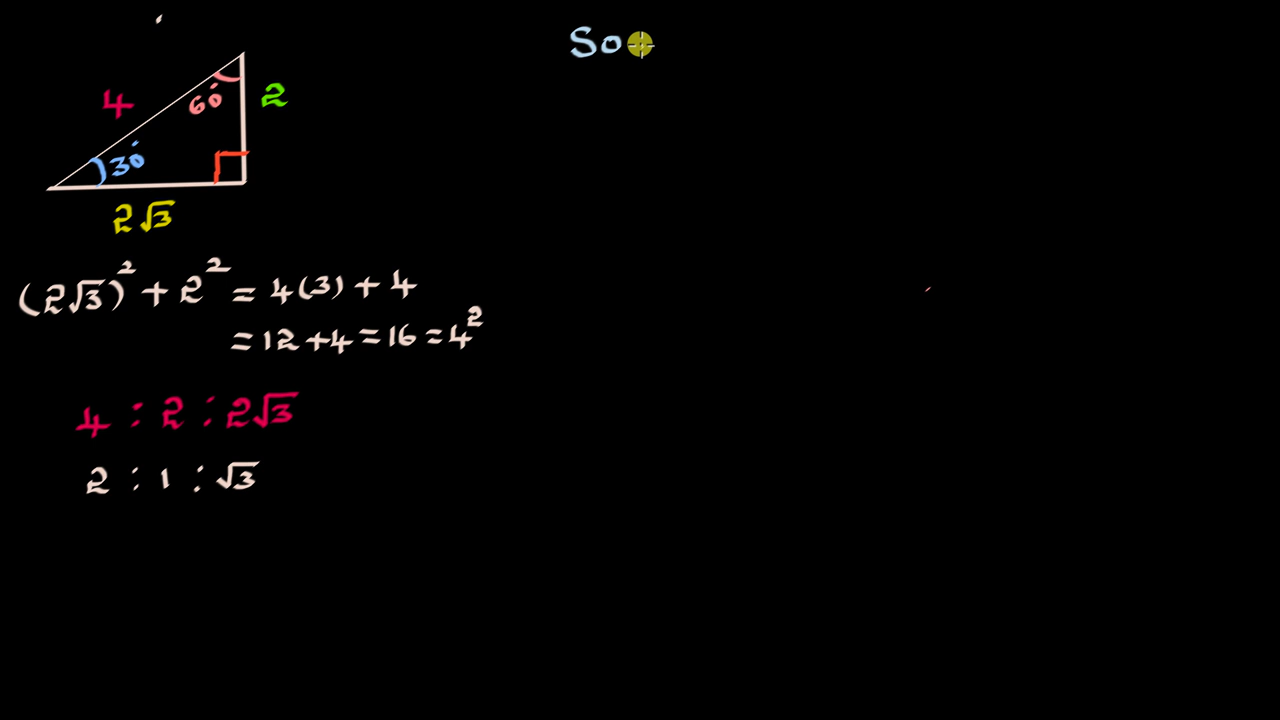 So
4
2
60°
30°
2√3
(2√3)² + 2² = 4(3) + 4
= 12 + 4 = 16 = 4²
4 : 2 : 2√3
2 : 1 : √3